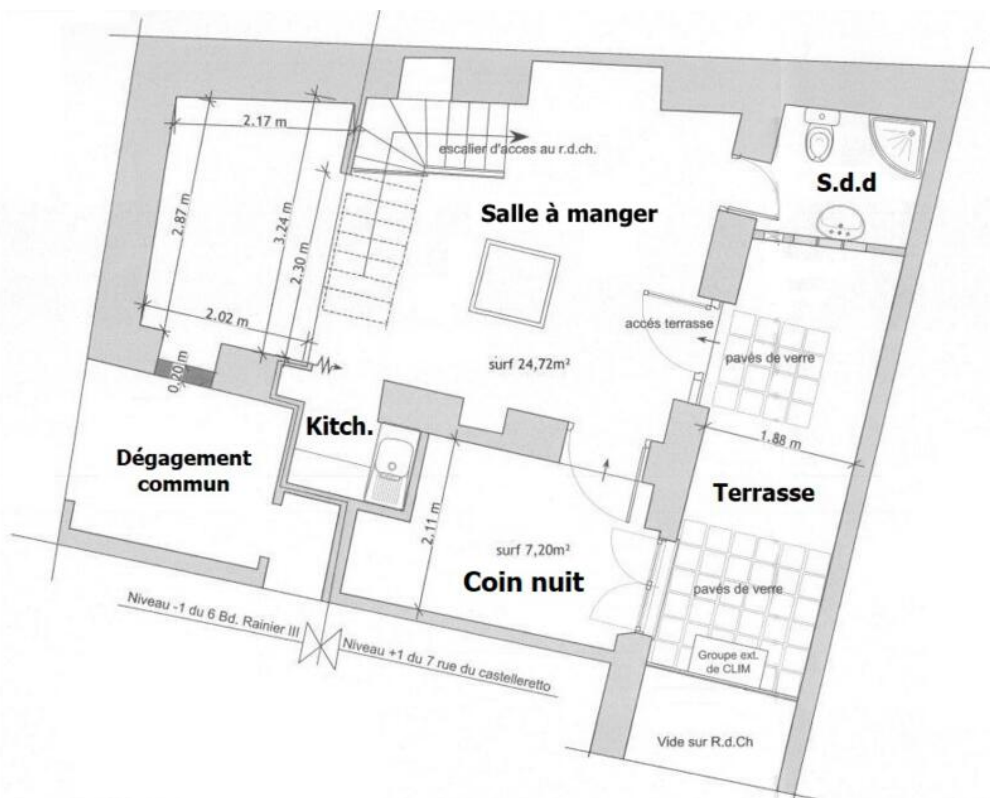 2.17 m
escalier d'acces au r.d.ch.
S.d.d
Salle à manger
2.87 m
3.24 m
2.30 m
2.02 m
accés terrasse
surf 24,72m²
pavés de verre
0,20 m
Kitch.
1.88 m
Dégagement
commun
Terrasse
2.11 m
surf 7,20m²
Coin nuit
pavés de verre
Niveau -1 du 6 Bd. Rainier III
Niveau +1 du 7 rue du castelleretto
Groupe ext.
de CLIM
Vide sur R.d.Ch